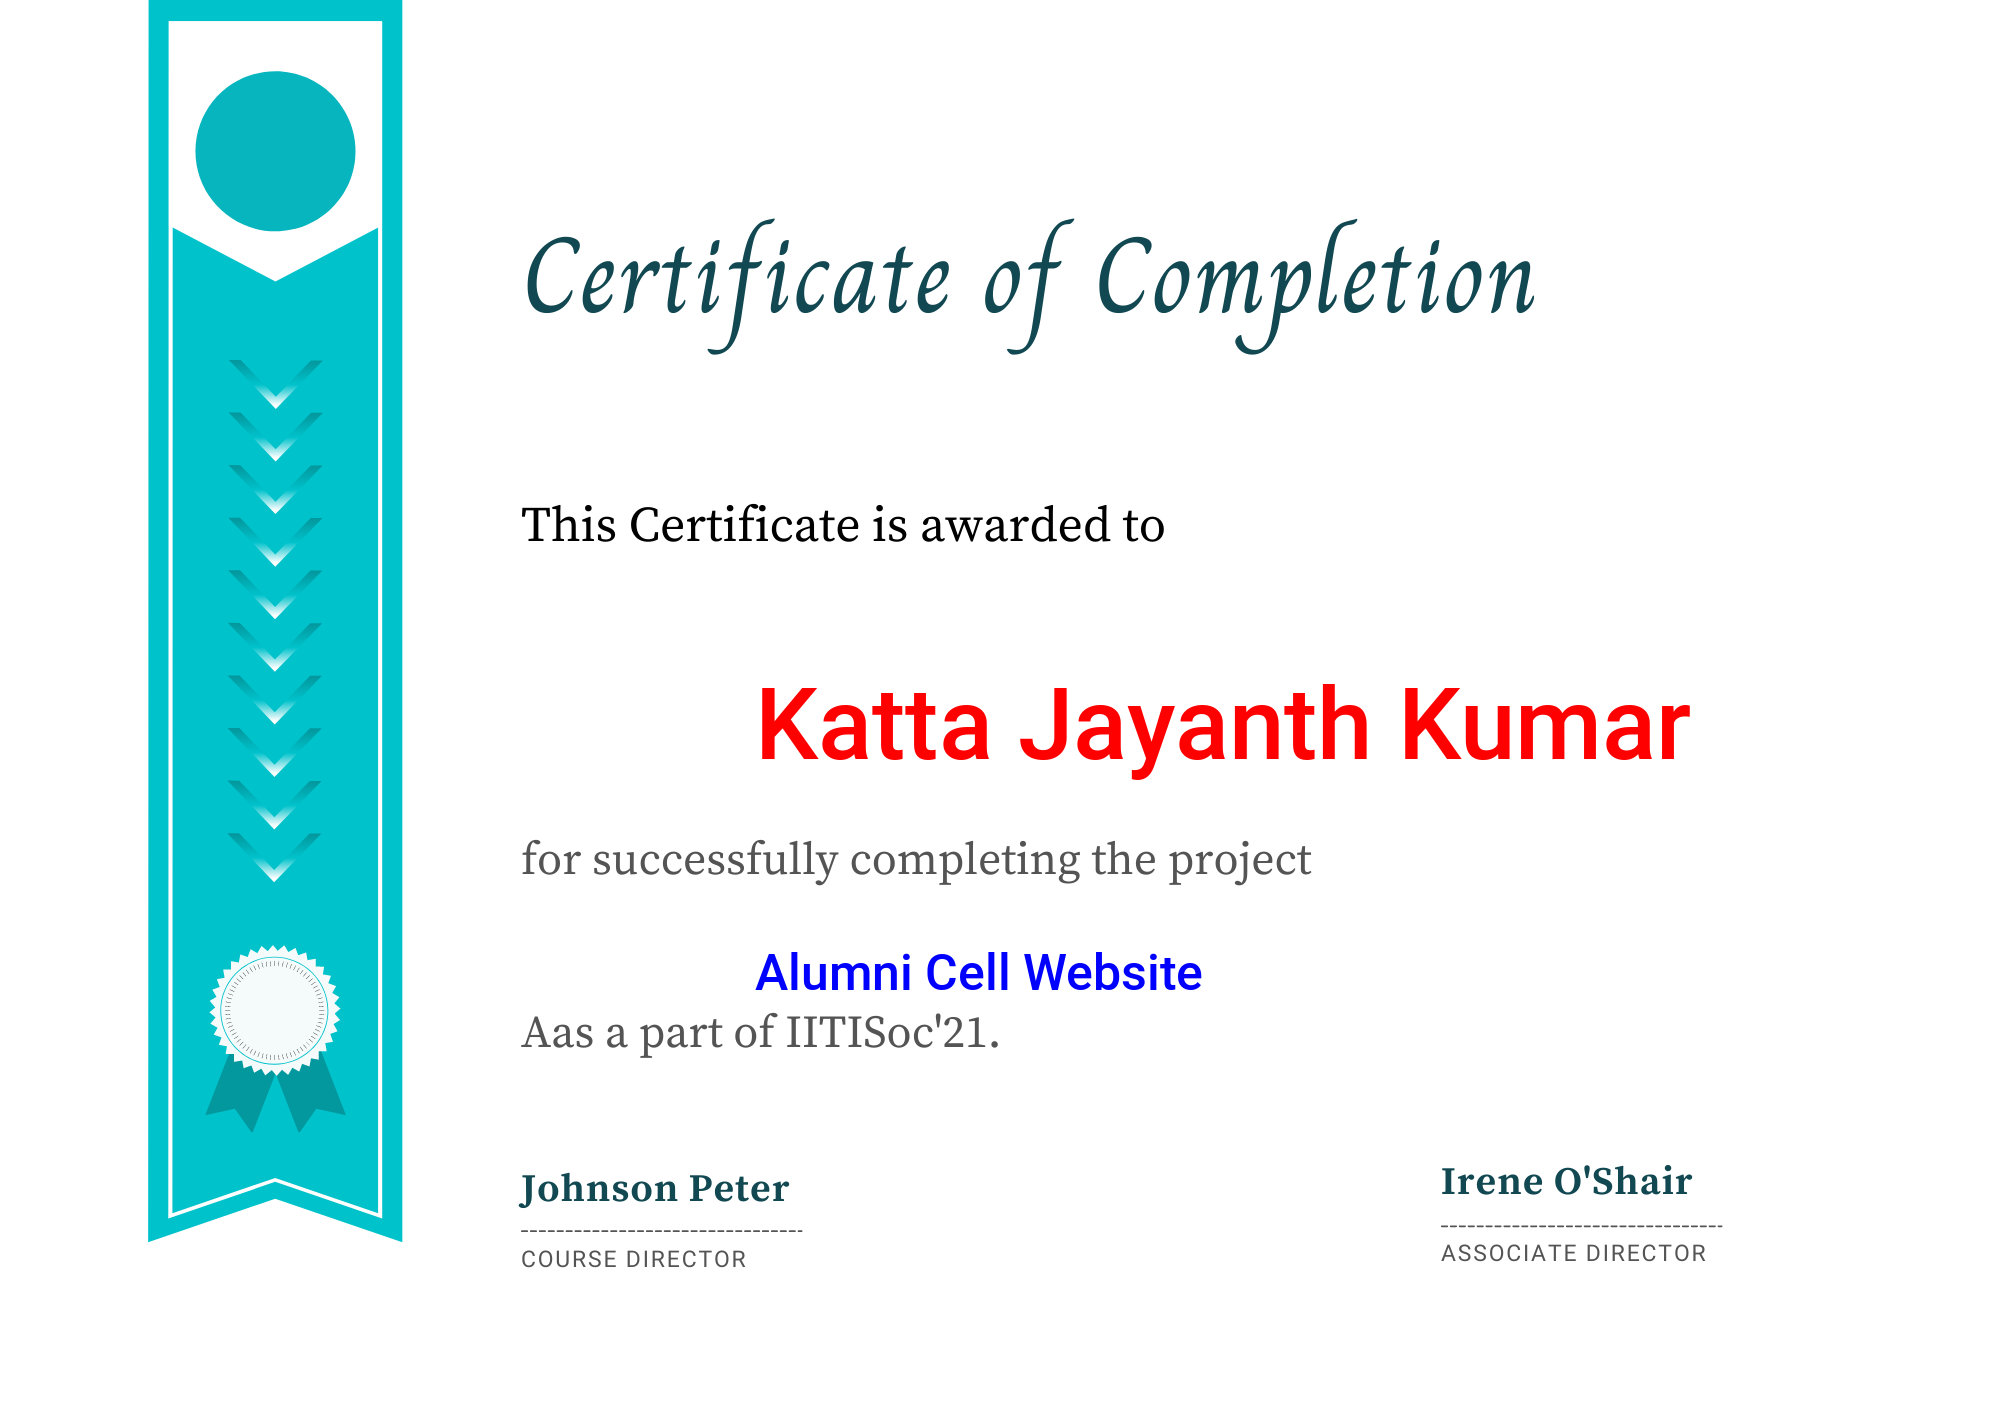 Certificate of Completion
This Certificate is awarded to
Katta Jayanth Kumar
for successfully completing the project
Alumni Cell Website
Aas a part of IITISoc'21.
Johnson Peter
COURSE DIRECTOR
Irene O'Shair
ASSOCIATE DIRECTOR